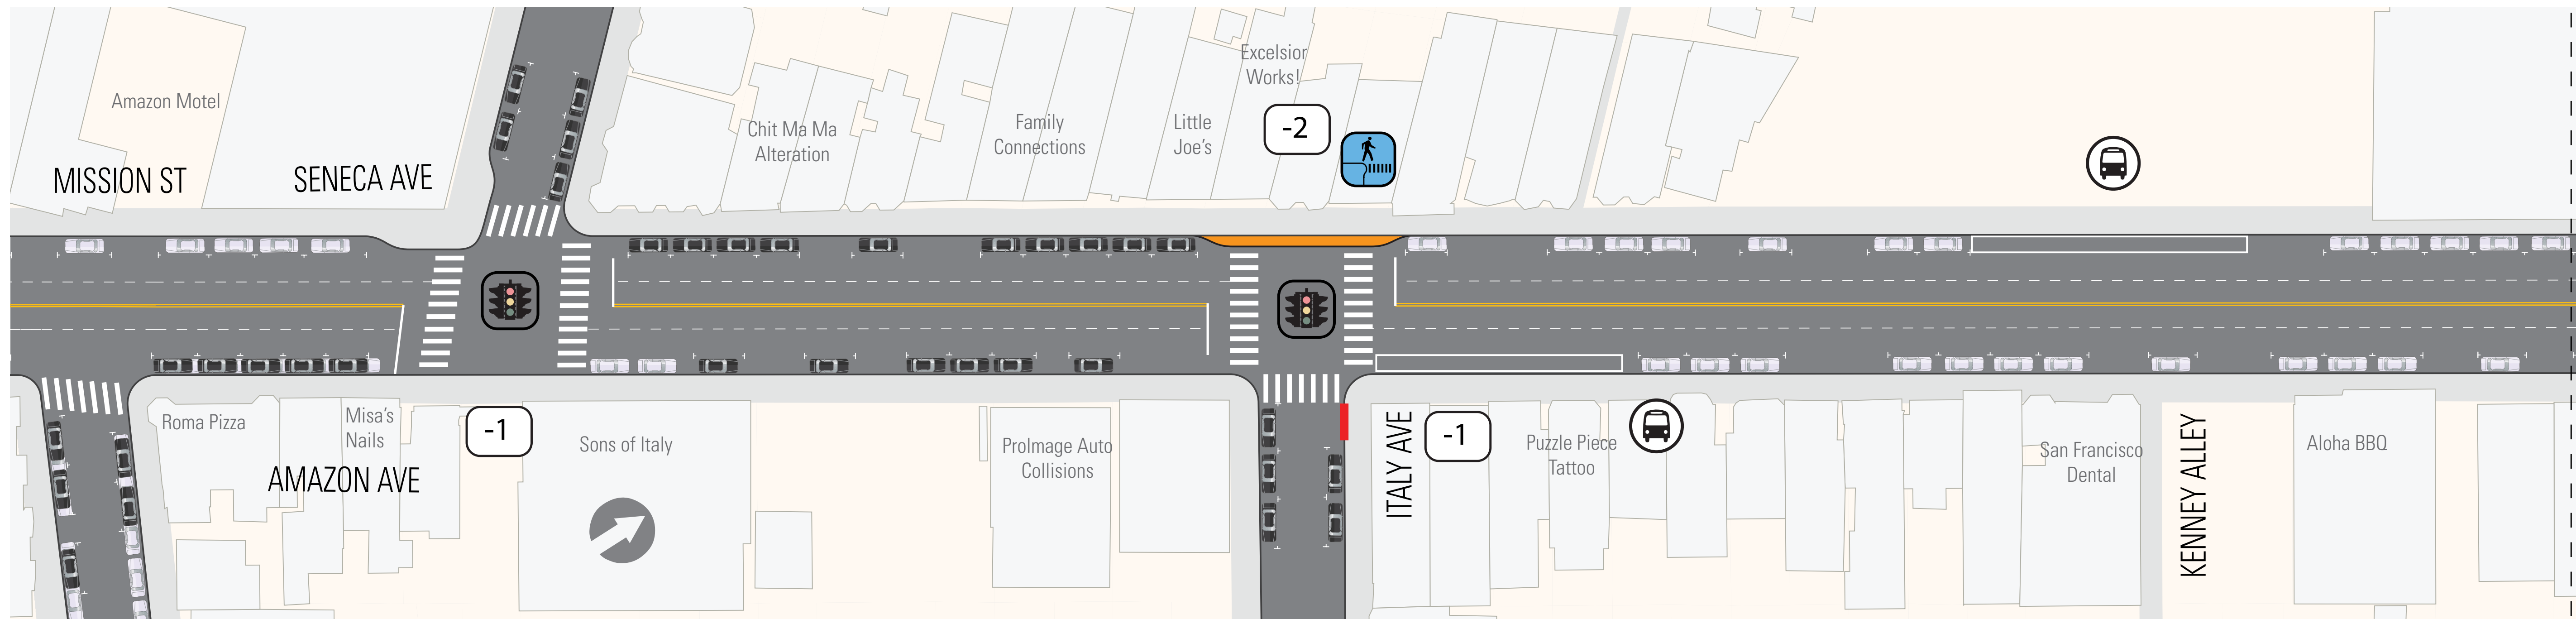 Excelsior
Works!
Amazon Motel
-2
Chit Ma Ma
Alteration
Family
Connections
Little
Joe's
MISSION ST
SENECA AVE
Roma Pizza
Misa's
Nails
-1
Sons of Italy
ProImage Auto
Collisions
ITALY AVE
-1
Puzzle Piece
Tattoo
San Francisco
Dental
KENNEY ALLEY
Aloha BBQ
AMAZON AVE